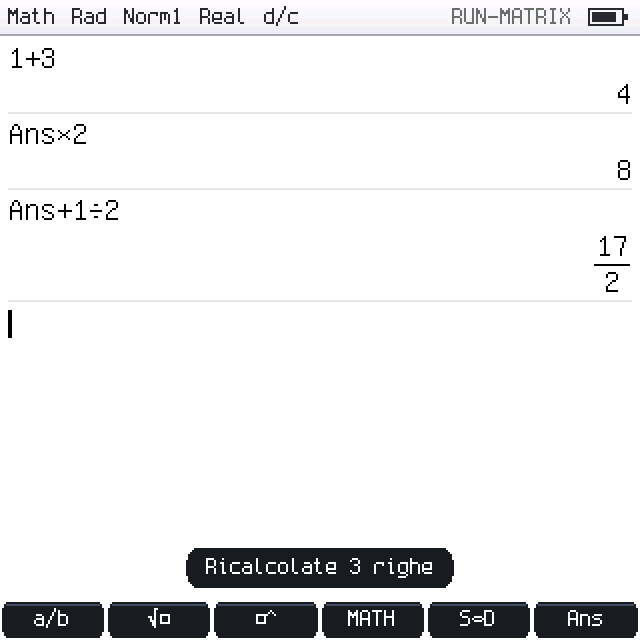 Math Rad Norm1 Real d/c RUN-MATRIX
1+3
4
Ans×2
8
Ans+1÷2
17
2
Ricalcolate 3 righe
a/b √▫ ▫^ MATH S=D Ans